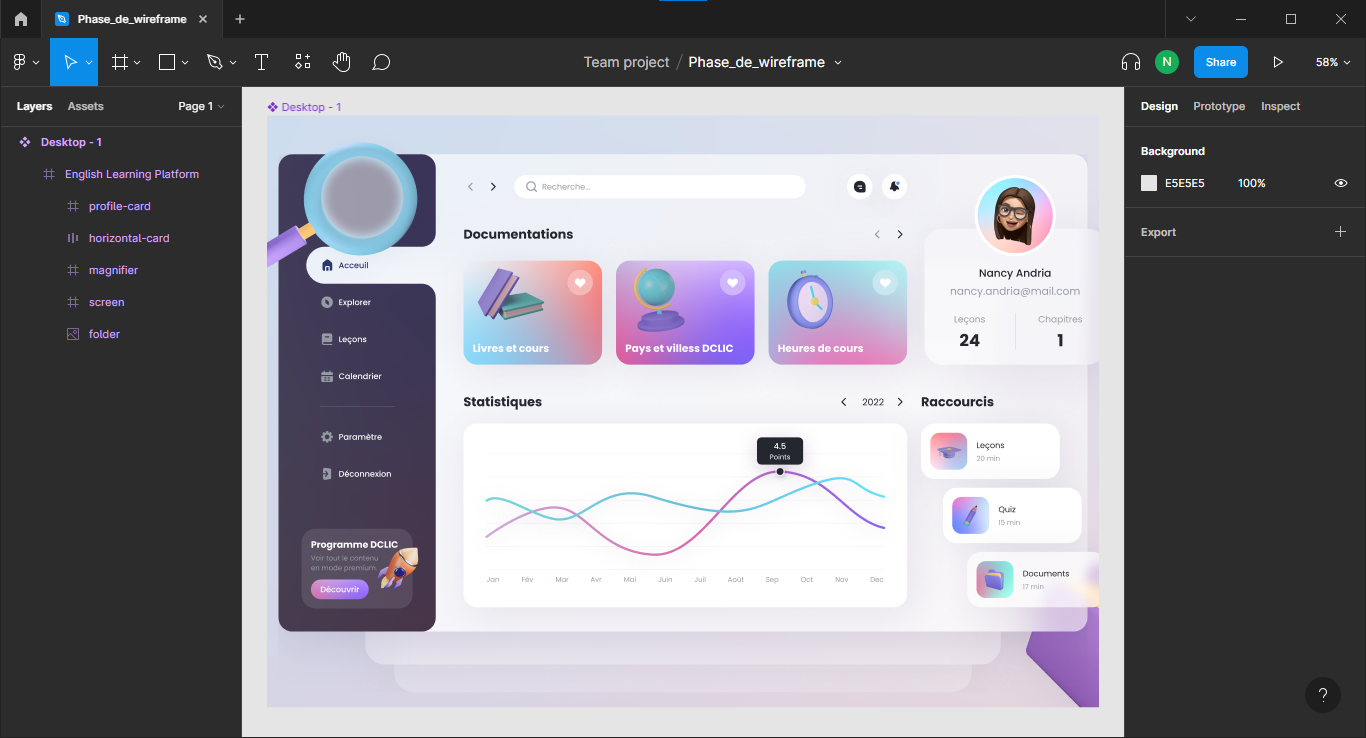 Phase_de_wireframe
Team project / Phase_de_wireframe
N
Share
58%
Layers
Assets
Page 1
Desktop - 1
English Learning Platform
profile-card
horizontal-card
magnifier
screen
folder
Desktop - 1
Acceuil
Explorer
Leçons
Calendrier
Paramètre
Déconnexion
Programme DCLIC
Voir tout le contenu
en mode premium.
Découvrir
Recherche...
Documentations
Livres et cours
Pays et villess DCLIC
Heures de cours
Statistiques
2022
4.5
Points
Jan Fév Mar Avr Mai Juin Juil Août Sep Oct Nov Dec
Nancy Andria
nancy.andria@mail.com
Leçons Chapitres
24 1
Raccourcis
Leçons
20 min
Quiz
15 min
Documents
17 min
Design
Prototype
Inspect
Background
E5E5E5 100%
Export
?